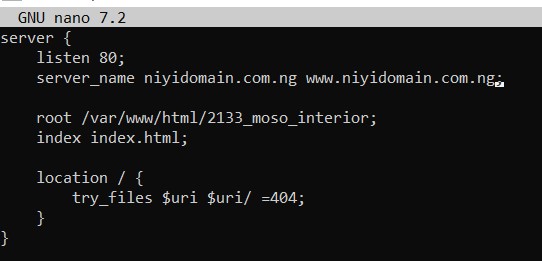 GNU nano 7.2
server {
    listen 80;
    server_name niyidomain.com.ng www.niyidomain.com.ng;

    root /var/www/html/2133_moso_interior;
    index index.html;

    location / {
        try_files $uri $uri/ =404;
    }
}